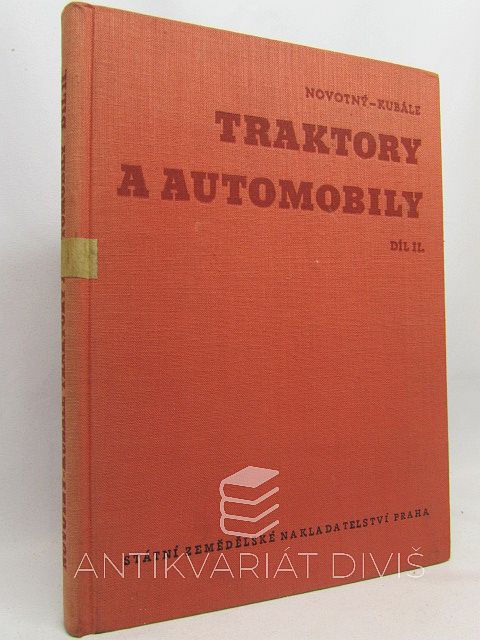 NOVOTNÝ-KUBÁLE
TRAKTORY
A AUTOMOBILY
DÍL II.
STÁTNÍ ZEMĚDĚLSKÉ NAKLADATELSTVÍ PRAHA
ANTIKVARIÁT DIVIŠ